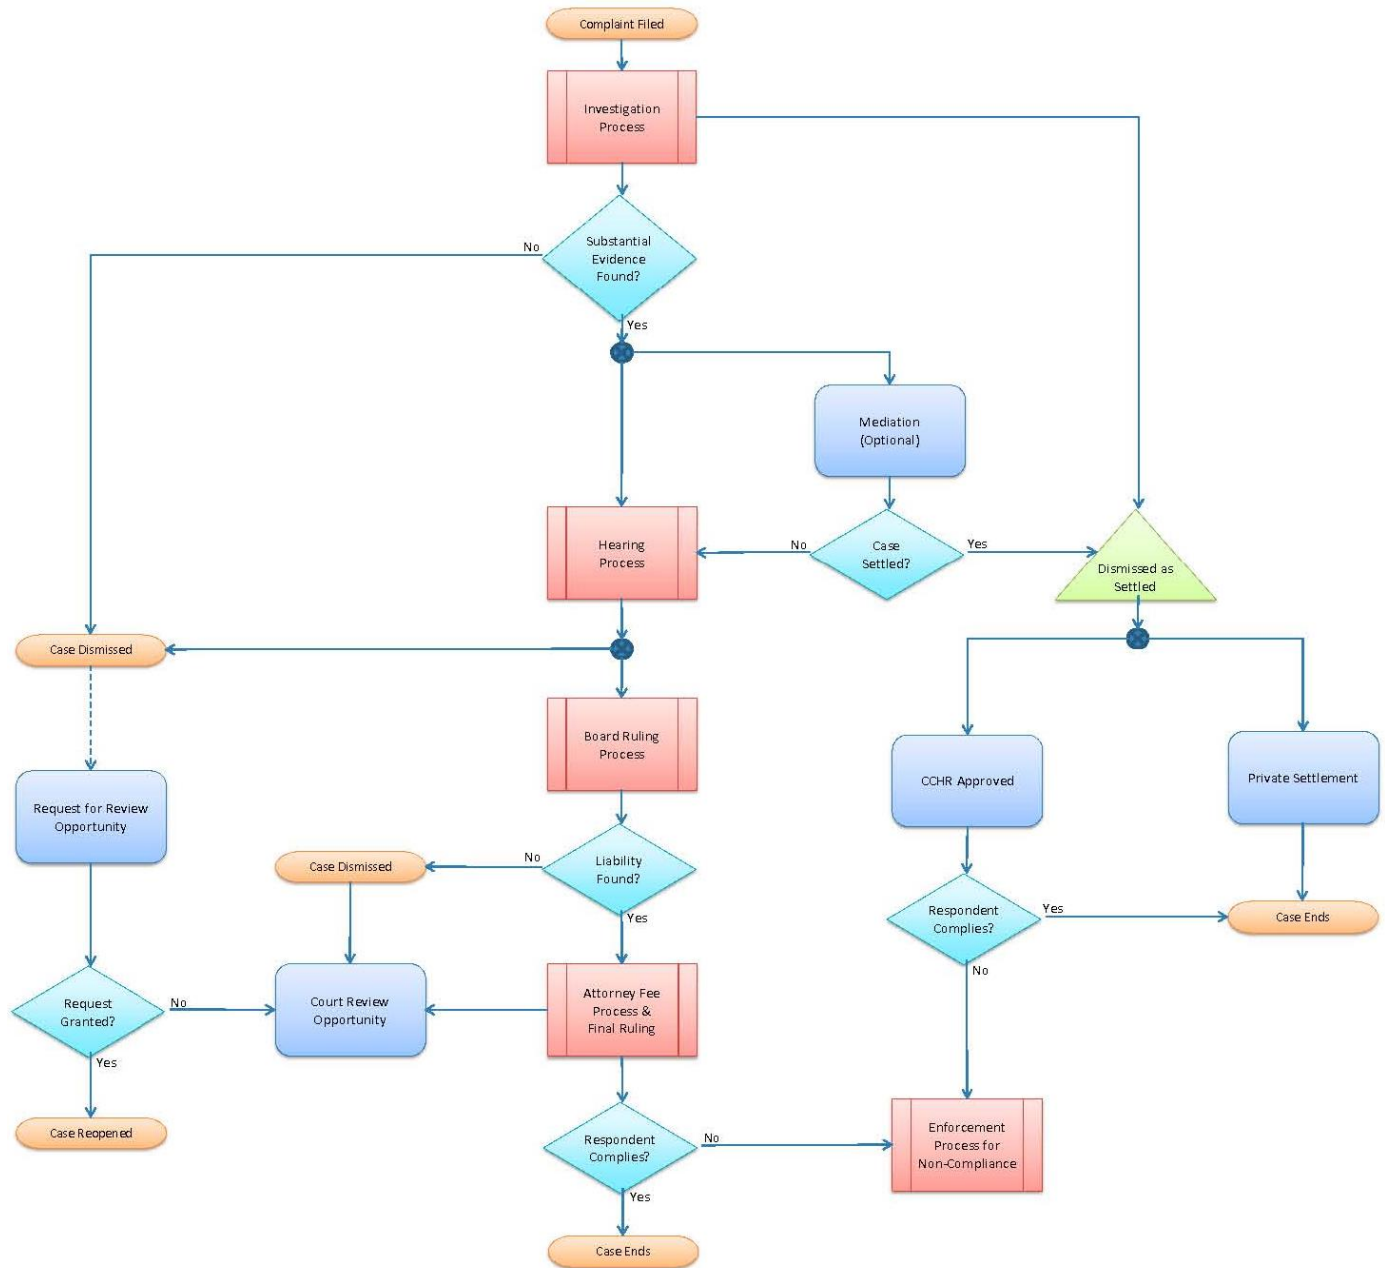 Complaint Filed
Investigation
Process
No
Substantial
Evidence
Found?
Yes
Mediation
(Optional)
Hearing
Process
No
Case
Settled?
Yes
Dismissed as
Settled
Case Dismissed
Board Ruling
Process
CCHR Approved
Private Settlement
Request for Review
Opportunity
Case Dismissed
No
Liability
Found?
Yes
Respondent
Complies?
Yes
Case Ends
No
Request
Granted?
No
Yes
Court Review
Opportunity
Attorney Fee
Process &
Final Ruling
Case Reopened
Respondent
Complies?
No
Yes
Enforcement
Process for
Non-Compliance
Case Ends